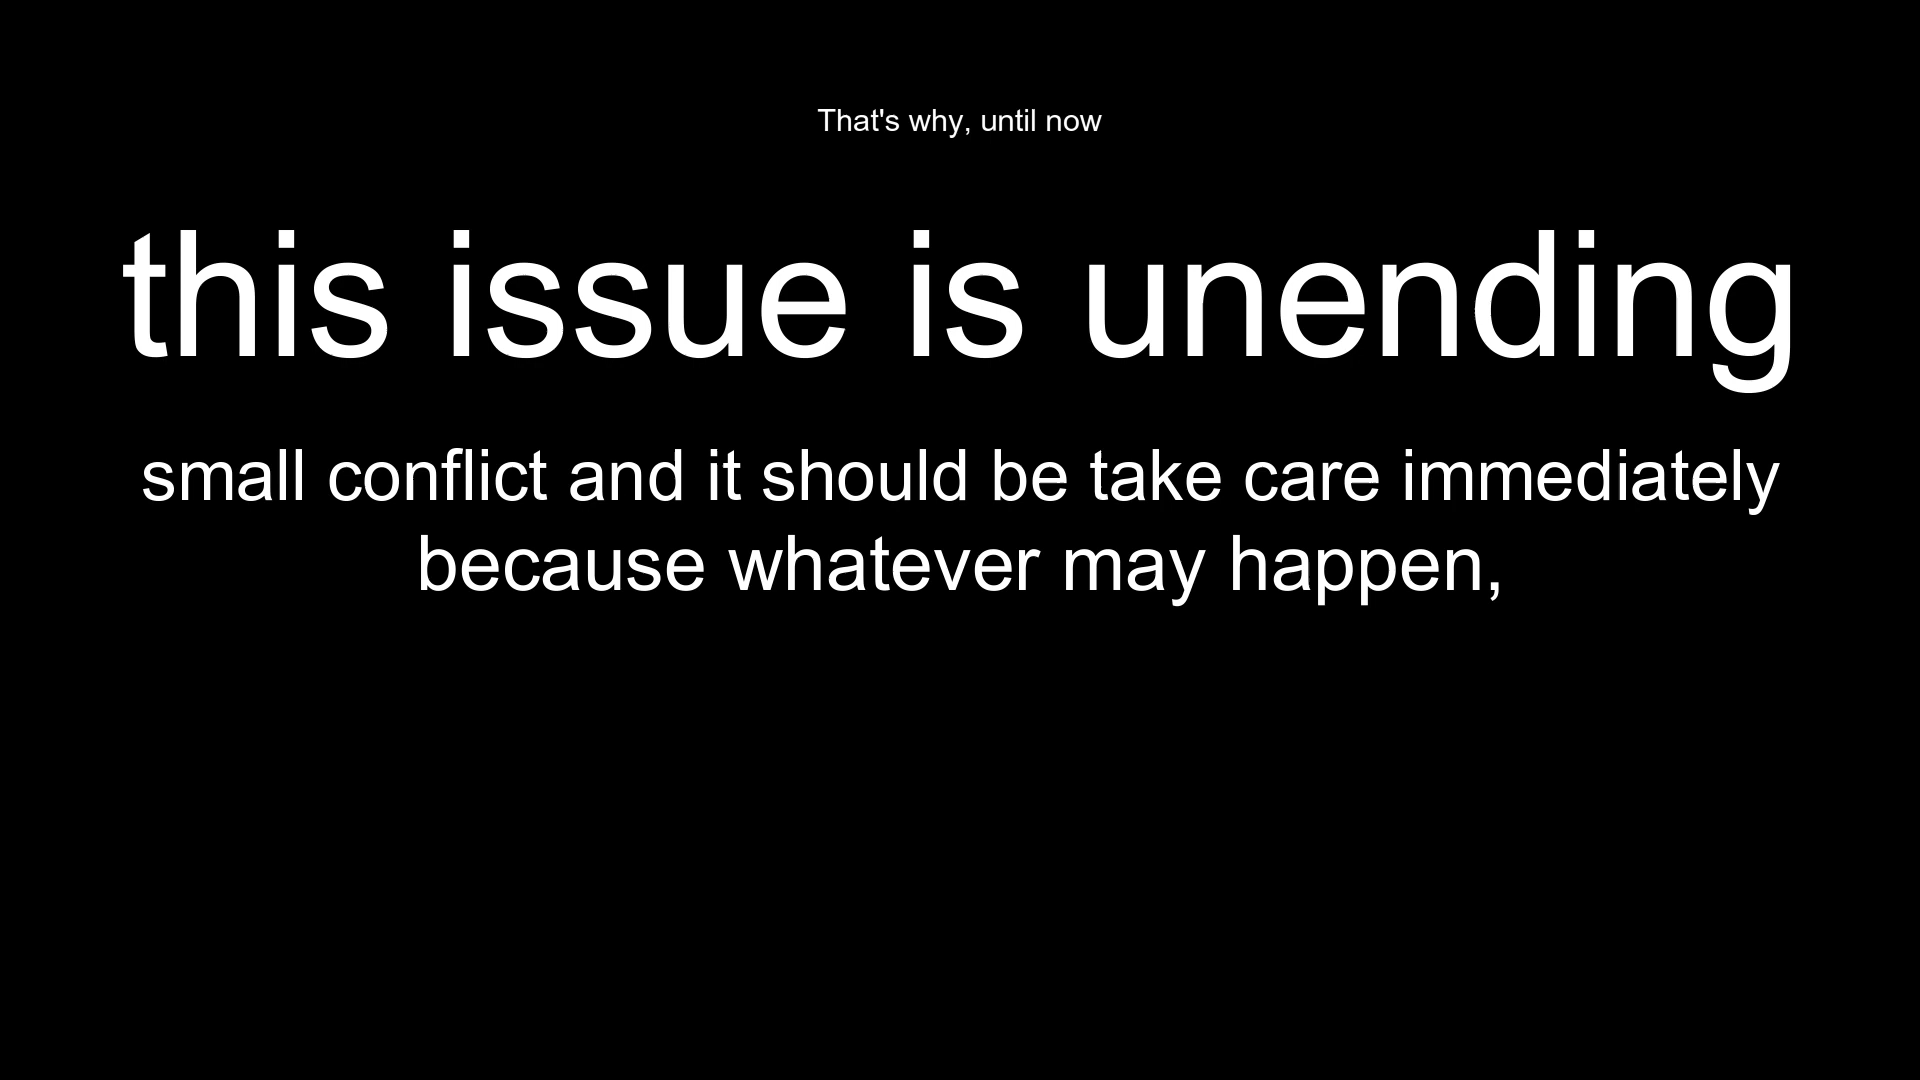 That's why, until now
this issue is unending
small conflict and it should be take care immediately
because whatever may happen,